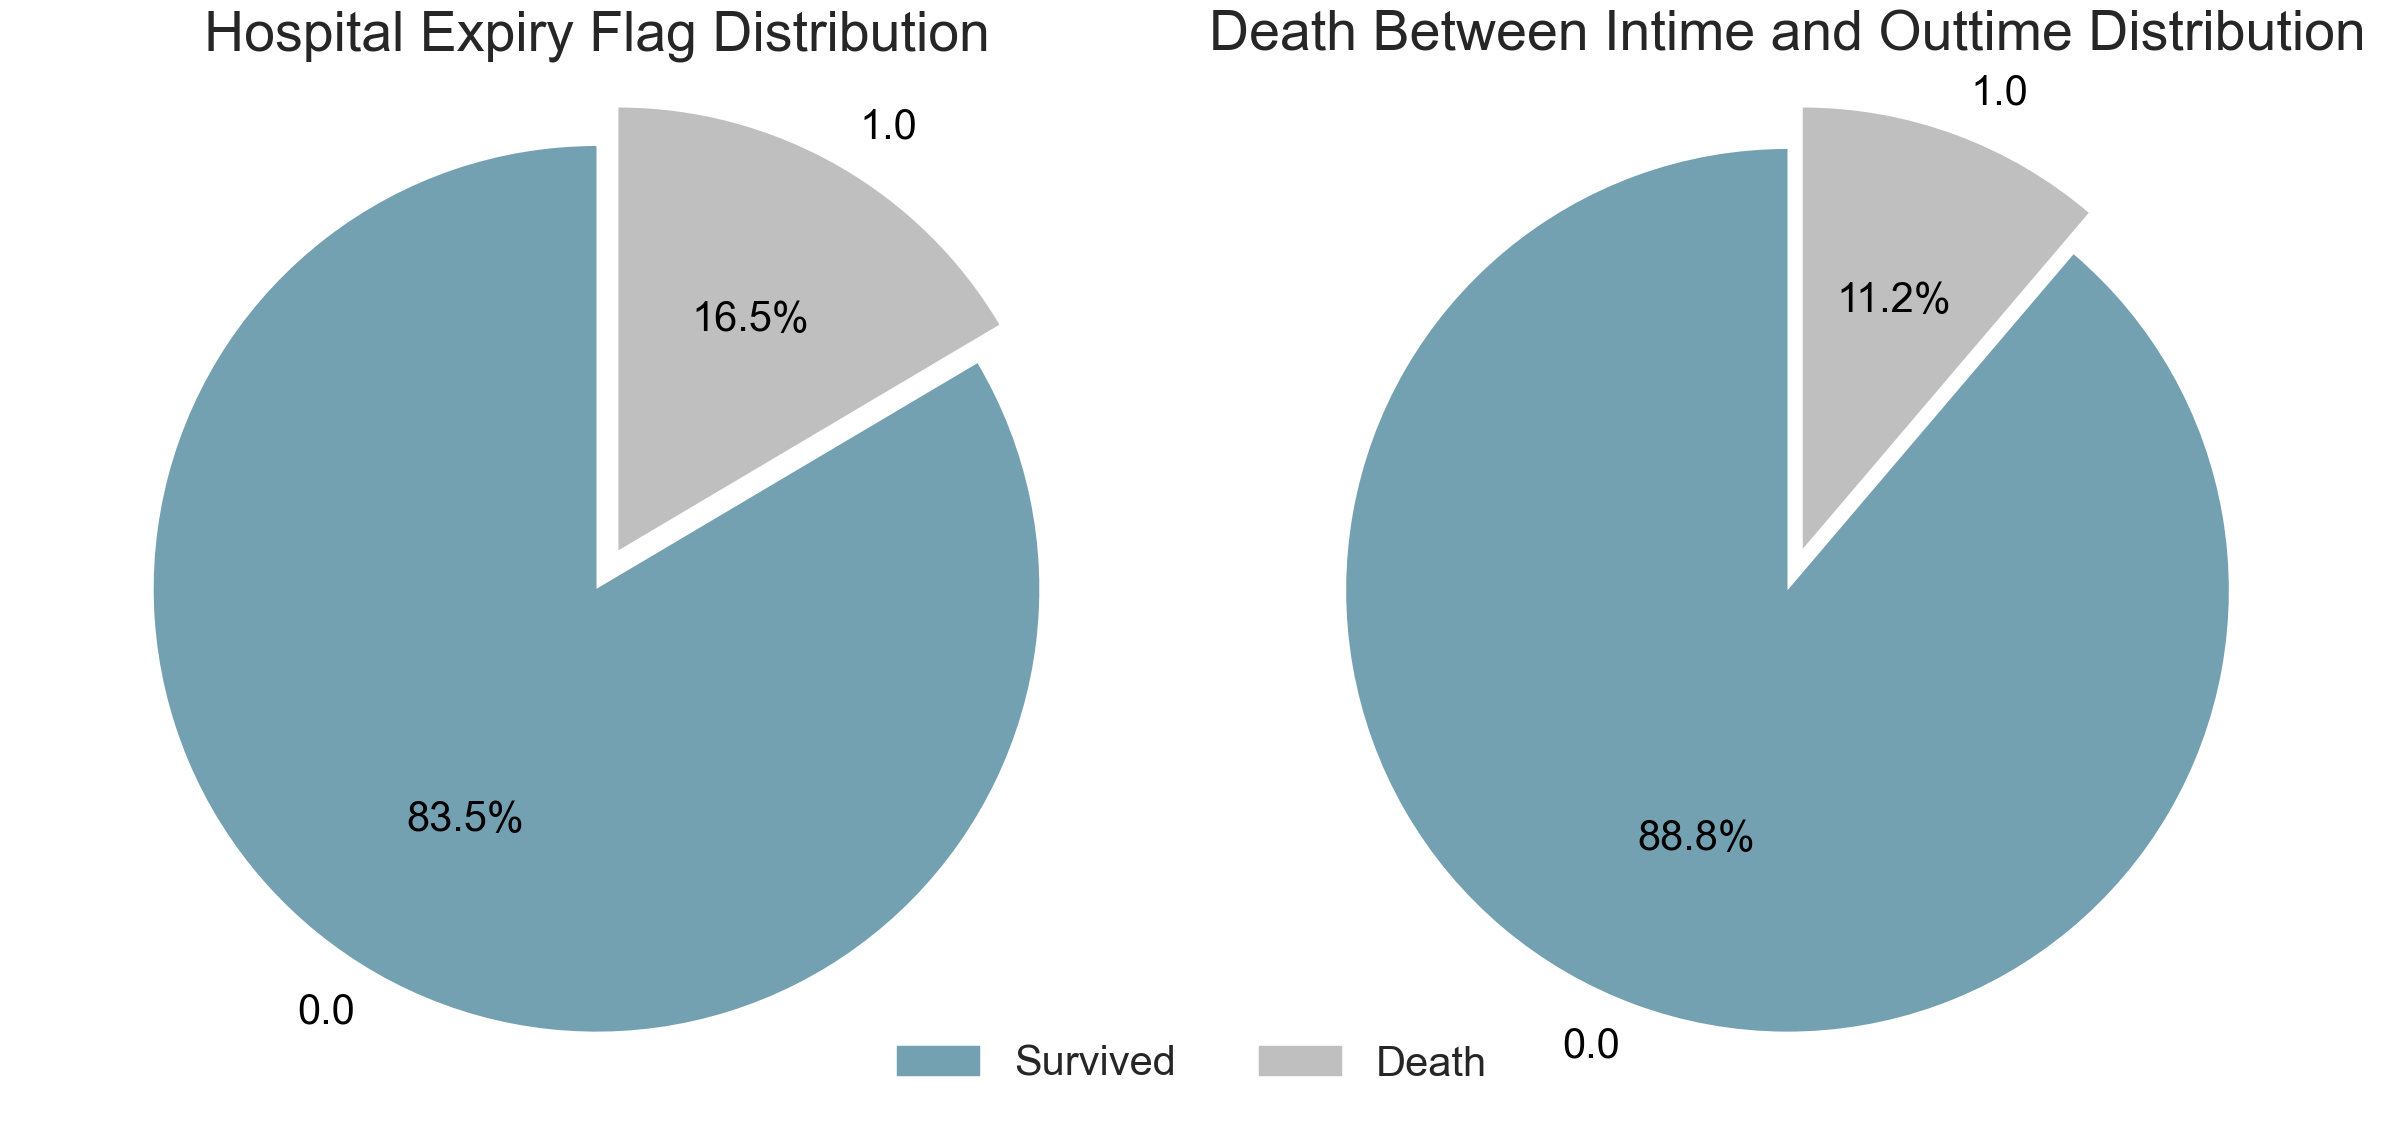 Hospital Expiry Flag Distribution
1.0
16.5%
83.5%
0.0
Death Between Intime and Outtime Distribution
1.0
11.2%
88.8%
0.0
Survived
Death